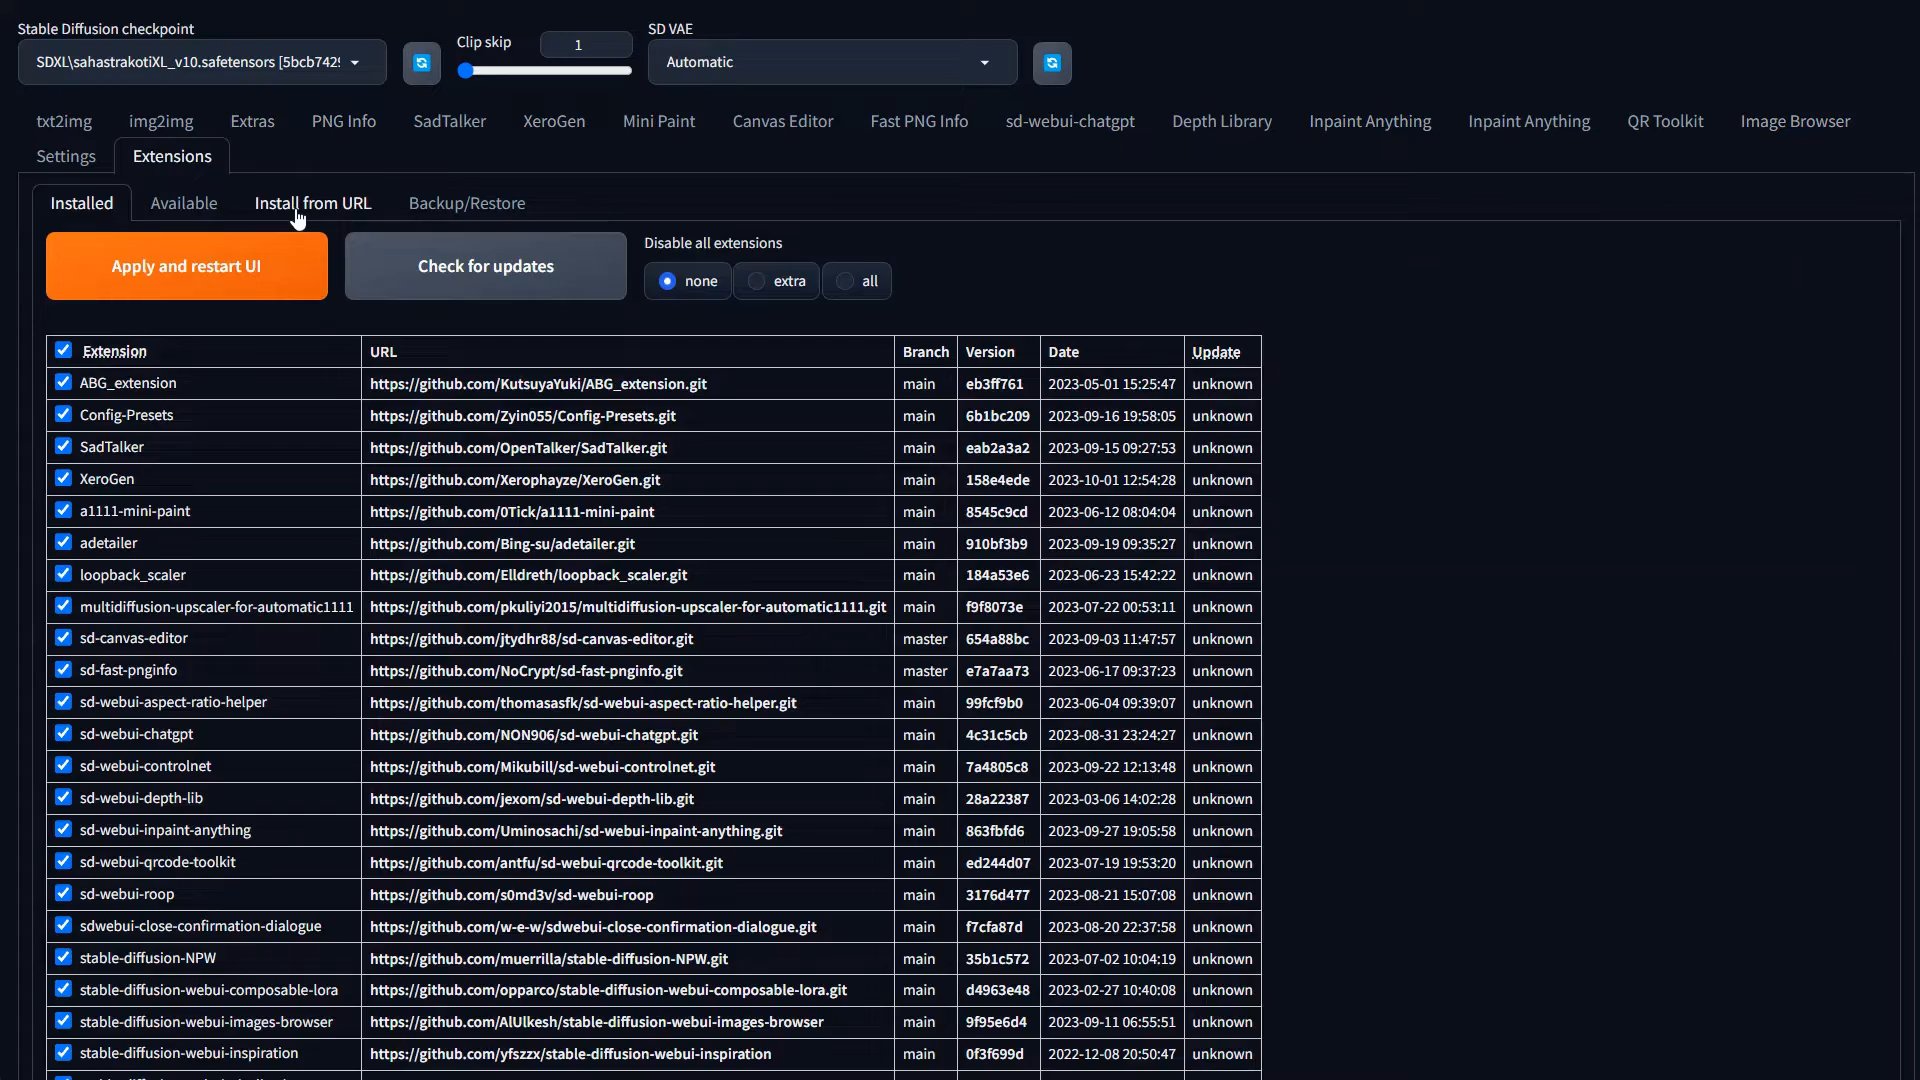 Stable Diffusion checkpoint
SDXL\sahastrakotiXL_v10.safetensors [5bcb742
Clip skip
1
SD VAE
Automatic
txt2img img2img Extras PNG Info SadTalker XeroGen Mini Paint Canvas Editor Fast PNG Info sd-webui-chatgpt Depth Library Inpaint Anything Inpaint Anything QR Toolkit Image Browser
Settings Extensions
Installed Available Install from URL Backup/Restore
Apply and restart UI Check for updates
Disable all extensions
none extra all
Extension URL Branch Version Date Update
ABG_extension https://github.com/KutsuyaYuki/ABG_extension.git main eb3ff761 2023-05-01 15:25:47 unknown
Config-Presets https://github.com/Zyin055/Config-Presets.git main 6b1bc209 2023-09-16 19:58:05 unknown
SadTalker https://github.com/OpenTalker/SadTalker.git main eab2a3a2 2023-09-15 09:27:53 unknown
XeroGen https://github.com/Xerophayze/XeroGen.git main 158e4ede 2023-10-01 12:54:28 unknown
a1111-mini-paint https://github.com/0Tick/a1111-mini-paint main 8545c9cd 2023-06-12 08:04:04 unknown
adetailer https://github.com/Bing-su/adetailer.git main 910bf3b9 2023-09-19 09:35:27 unknown
loopback_scaler https://github.com/Elldreth/loopback_scaler.git main 184a53e6 2023-06-23 15:42:22 unknown
multidiffusion-upscaler-for-automatic1111 https://github.com/pkuliyi2015/multidiffusion-upscaler-for-automatic1111.git main f9f8073e 2023-07-22 00:53:11 unknown
sd-canvas-editor https://github.com/jtydhr88/sd-canvas-editor.git master 654a88bc 2023-09-03 11:47:57 unknown
sd-fast-pnginfo https://github.com/NoCrypt/sd-fast-pnginfo.git master e7a7aa73 2023-06-17 09:37:23 unknown
sd-webui-aspect-ratio-helper https://github.com/thomasasfk/sd-webui-aspect-ratio-helper.git main 99fcf9b0 2023-06-04 09:39:07 unknown
sd-webui-chatgpt https://github.com/NON906/sd-webui-chatgpt.git main 4c31c5cb 2023-08-31 23:24:27 unknown
sd-webui-controlnet https://github.com/Mikubill/sd-webui-controlnet.git main 7a4805c8 2023-09-22 12:13:48 unknown
sd-webui-depth-lib https://github.com/jexom/sd-webui-depth-lib.git main 28a22387 2023-03-06 14:02:28 unknown
sd-webui-inpaint-anything https://github.com/Uminosachi/sd-webui-inpaint-anything.git main 863fbfd6 2023-09-27 19:05:58 unknown
sd-webui-qrcode-toolkit https://github.com/antfu/sd-webui-qrcode-toolkit.git main ed244d07 2023-07-19 19:53:20 unknown
sd-webui-roop https://github.com/s0md3v/sd-webui-roop main 3176d477 2023-08-21 15:07:08 unknown
sdwebui-close-confirmation-dialogue https://github.com/w-e-w/sdwebui-close-confirmation-dialogue.git main f7cfa87d 2023-08-20 22:37:58 unknown
stable-diffusion-NPW https://github.com/muerrilla/stable-diffusion-NPW.git main 35b1c572 2023-07-02 10:04:19 unknown
stable-diffusion-webui-composable-lora https://github.com/opparco/stable-diffusion-webui-composable-lora.git main d4963e48 2023-02-27 10:40:08 unknown
stable-diffusion-webui-images-browser https://github.com/AlUlkesh/stable-diffusion-webui-images-browser main 9f95e6d4 2023-09-11 06:55:51 unknown
stable-diffusion-webui-inspiration https://github.com/yfszzx/stable-diffusion-webui-inspiration main 0f3f699d 2022-12-08 20:50:47 unknown